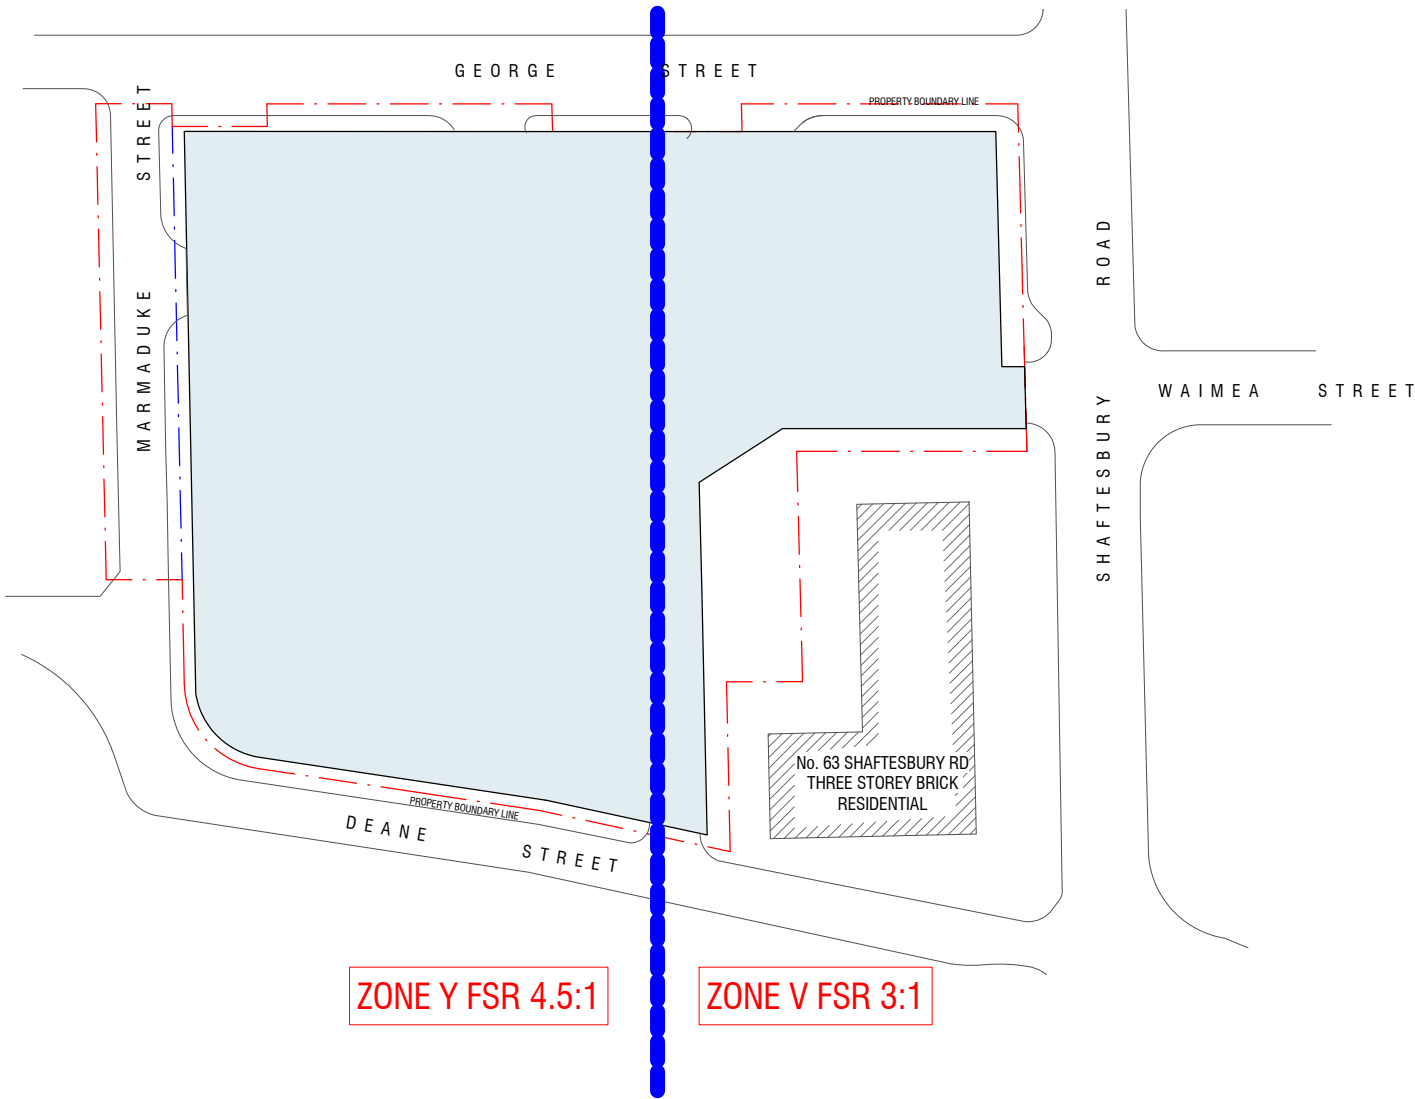 GEORGE STREET
PROPERTY BOUNDARY LINE
MARMADUKE STREET
SHAFTESBURY ROAD
WAIMEA STREET
No. 63 SHAFTESBURY RD
THREE STOREY BRICK
RESIDENTIAL
PROPERTY BOUNDARY LINE
DEANE STREET
ZONE Y FSR 4.5:1
ZONE V FSR 3:1